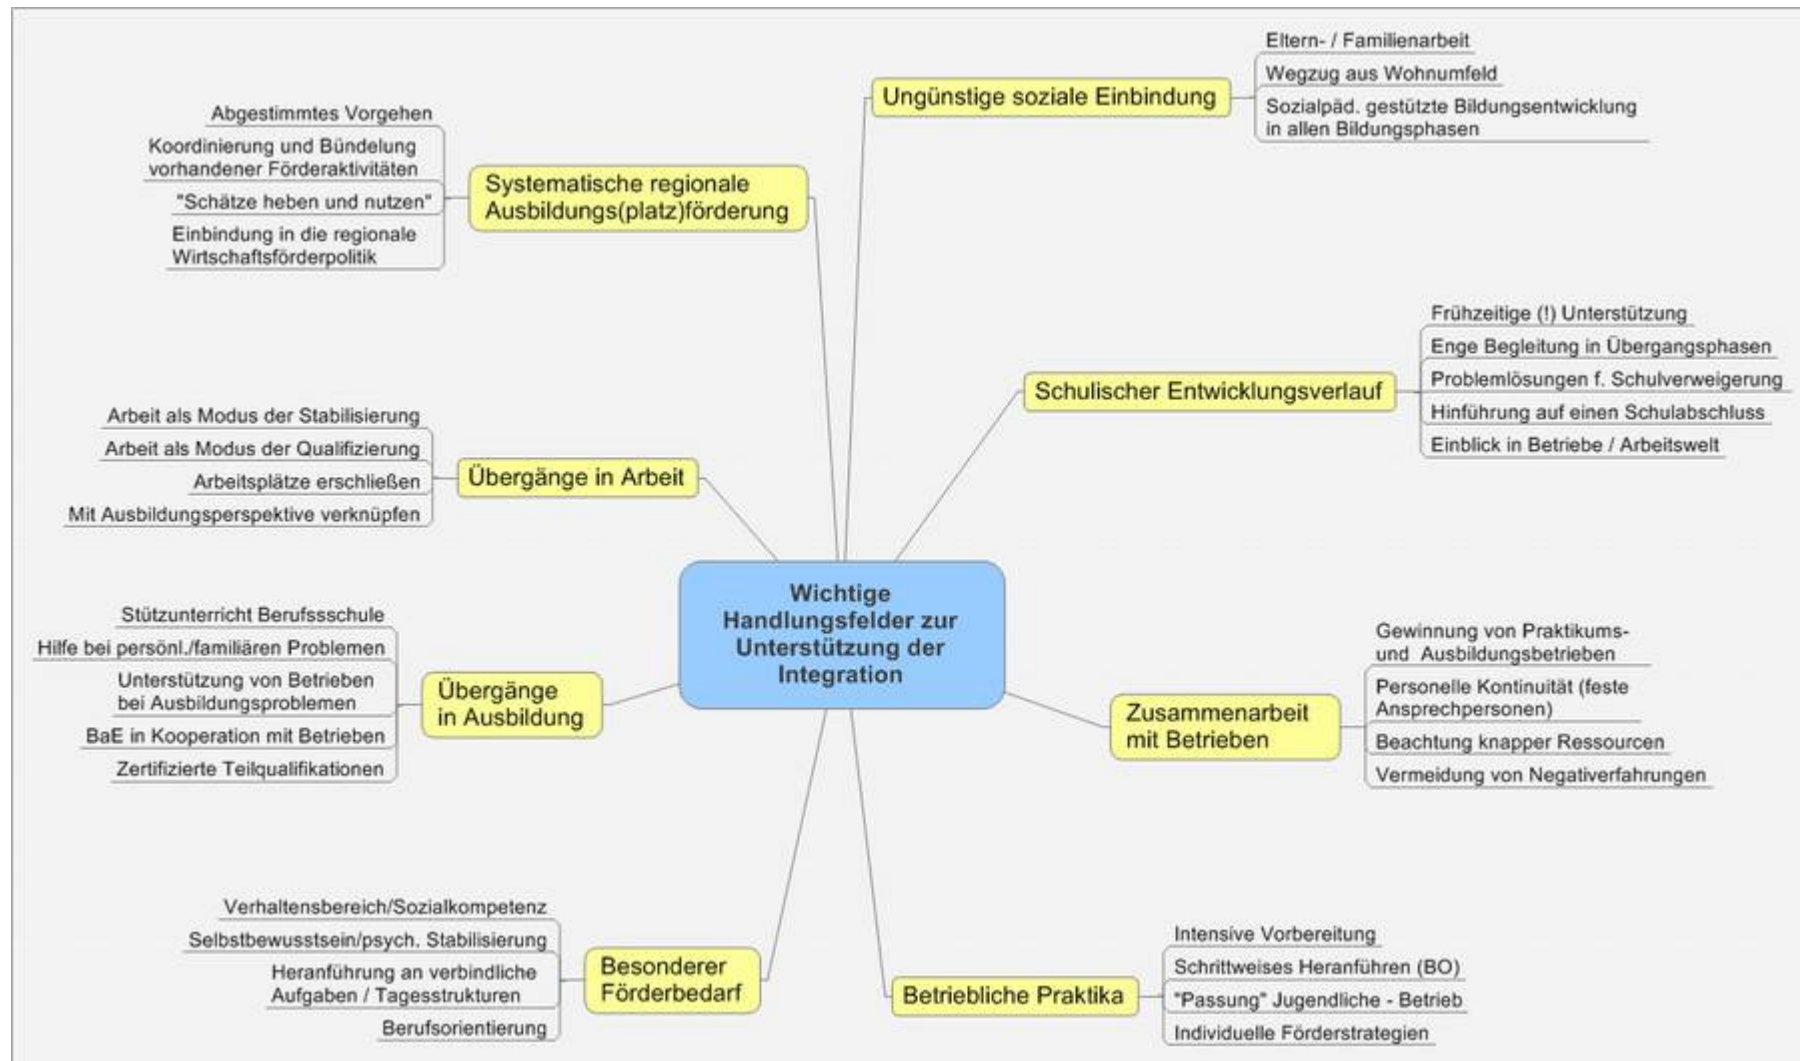 Wichtige
Handlungsfelder zur
Unterstützung der
Integration
Ungünstige soziale Einbindung
Eltern- / Familienarbeit
Wegzug aus Wohnumfeld
Sozialpäd. gestützte Bildungsentwicklung
in allen Bildungsphasen
Schulischer Entwicklungsverlauf
Frühzeitige (!) Unterstützung
Enge Begleitung in Übergangsphasen
Problemlösungen f. Schulverweigerung
Hinführung auf einen Schulabschluss
Einblick in Betriebe / Arbeitswelt
Zusammenarbeit
mit Betrieben
Gewinnung von Praktikums-
und Ausbildungsbetrieben
Personelle Kontinuität (feste
Ansprechpersonen)
Beachtung knapper Ressourcen
Vermeidung von Negativerfahrungen
Betriebliche Praktika
Intensive Vorbereitung
Schrittweises Heranführen (BO)
"Passung" Jugendliche - Betrieb
Individuelle Förderstrategien
Besonderer
Förderbedarf
Verhaltensbereich/Sozialkompetenz
Selbstbewusstsein/psych. Stabilisierung
Heranführung an verbindliche
Aufgaben / Tagesstrukturen
Berufsorientierung
Übergänge
in Ausbildung
Stützunterricht Berufssschule
Hilfe bei persönl./familiären Problemen
Unterstützung von Betrieben
bei Ausbildungsproblemen
BaE in Kooperation mit Betrieben
Zertifizierte Teilqualifikationen
Übergänge in Arbeit
Arbeit als Modus der Stabilisierung
Arbeit als Modus der Qualifizierung
Arbeitsplätze erschließen
Mit Ausbildungsperspektive verknüpfen
Systematische regionale
Ausbildungs(platz)förderung
Abgestimmtes Vorgehen
Koordinierung und Bündelung
vorhandener Förderaktivitäten
"Schätze heben und nutzen"
Einbindung in die regionale
Wirtschaftsförderpolitik